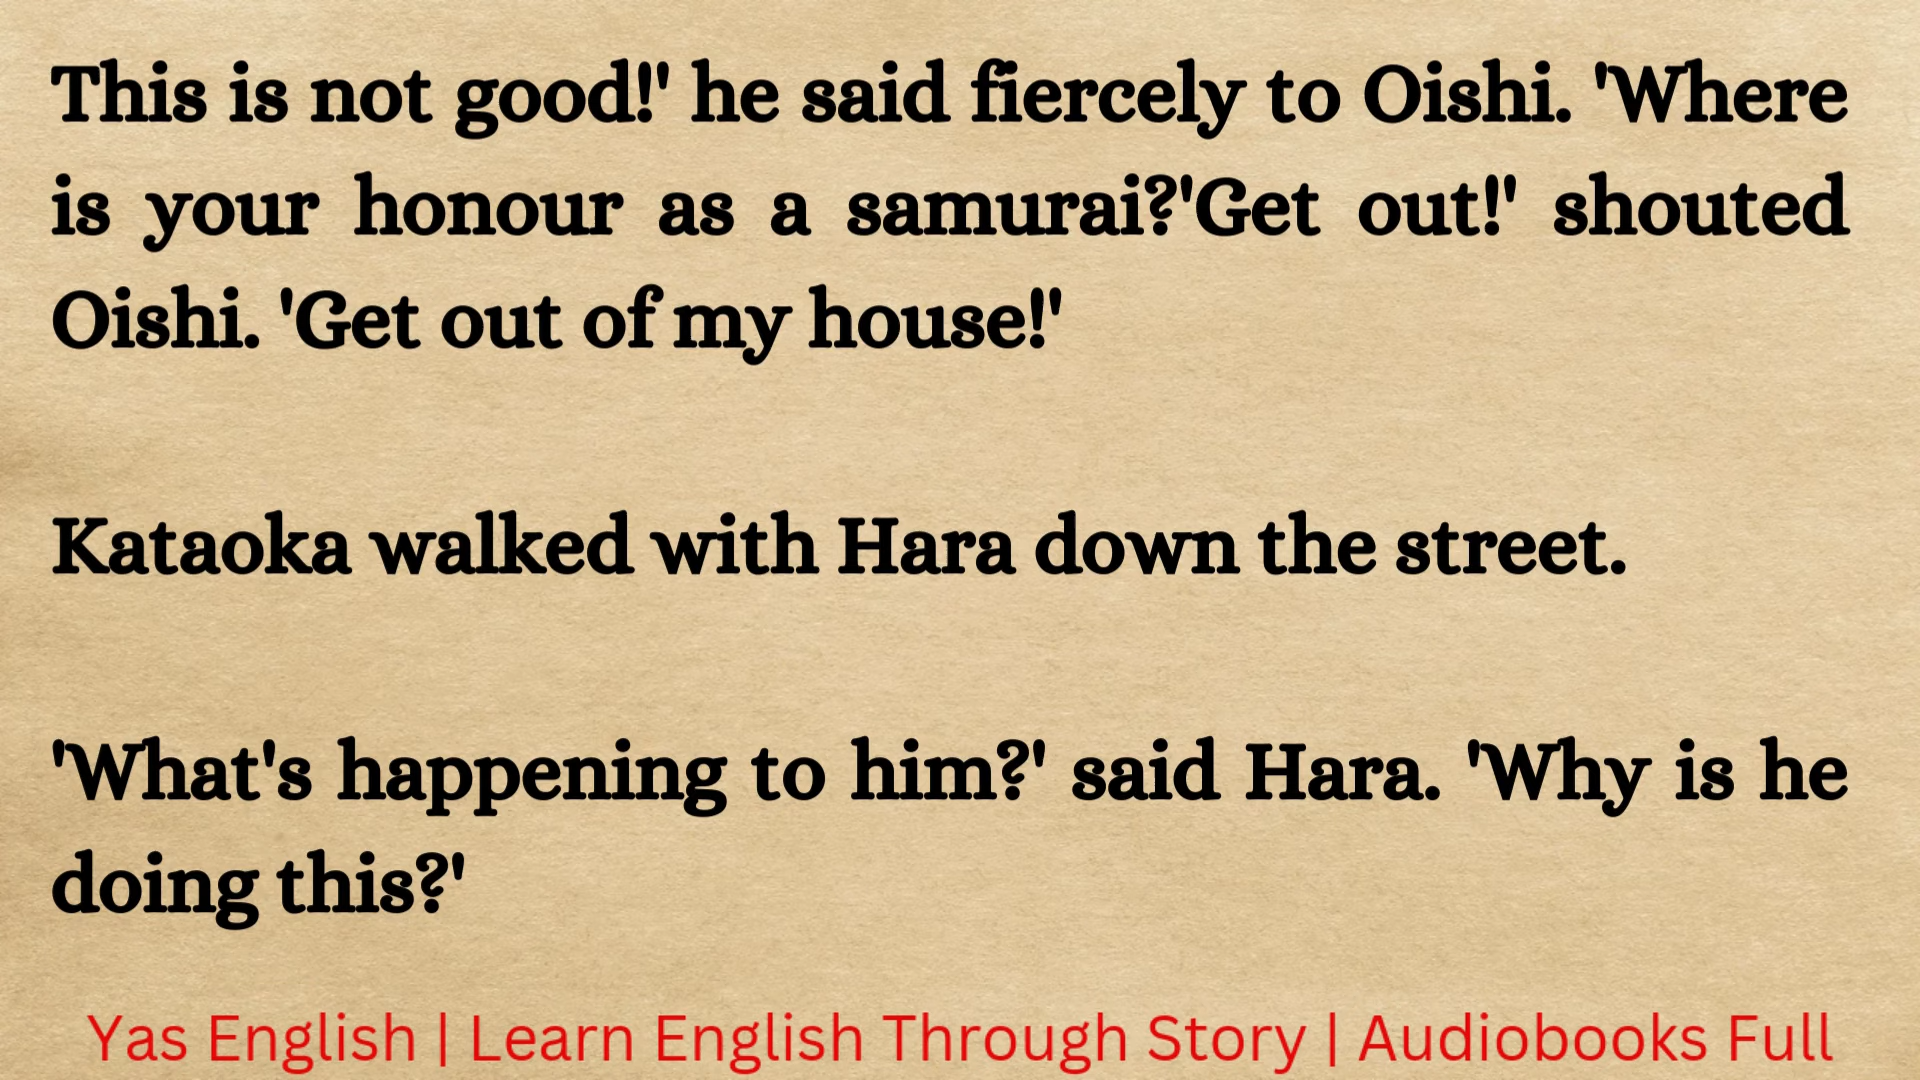 This is not good!' he said fiercely to Oishi. 'Where
is your honour as a samurai?'Get out!' shouted
Oishi. 'Get out of my house!'
Kataoka walked with Hara down the street.
'What's happening to him?' said Hara. 'Why is he
doing this?'
Yas English | Learn English Through Story | Audiobooks Full